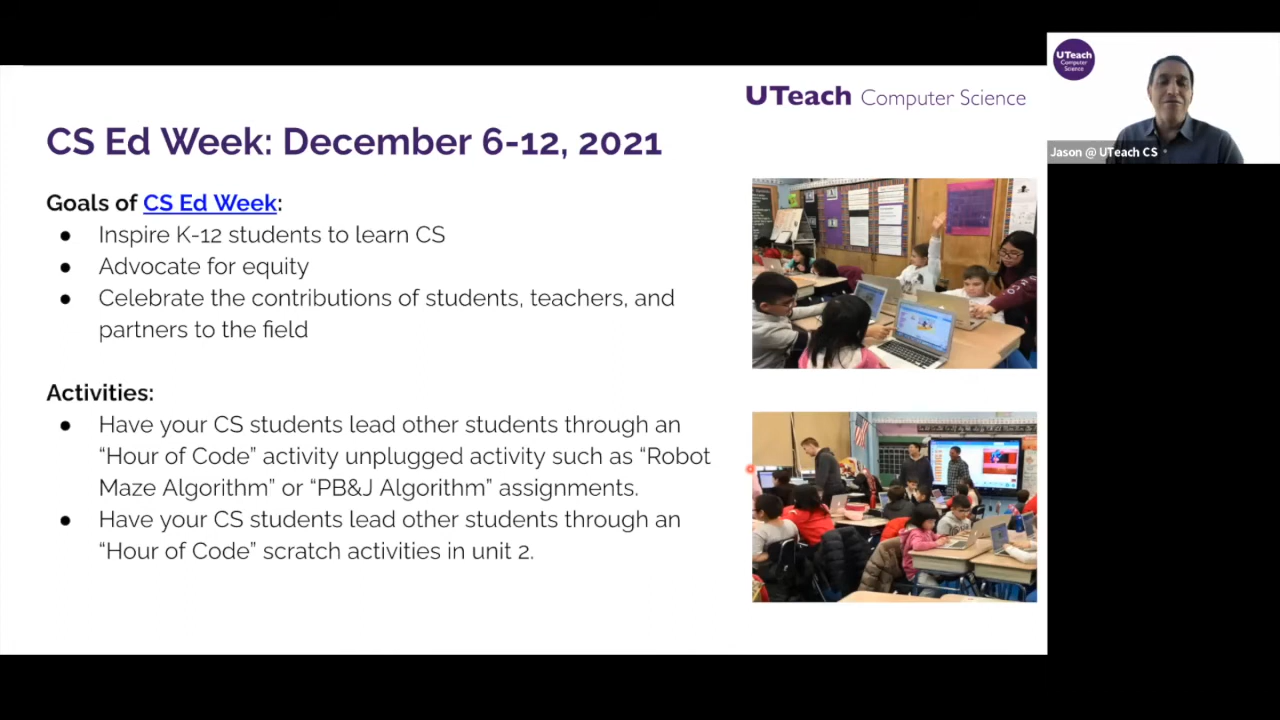 UTeach Computer Science
CS Ed Week: December 6-12, 2021
Goals of CS Ed Week:
● Inspire K-12 students to learn CS
● Advocate for equity
● Celebrate the contributions of students, teachers, and
partners to the field
Activities:
● Have your CS students lead other students through an
“Hour of Code” activity unplugged activity such as “Robot
Maze Algorithm” or “PB&J Algorithm” assignments.
● Have your CS students lead other students through an
“Hour of Code” scratch activities in unit 2.
UTeach
Computer
Science
Jason @ UTeach CS